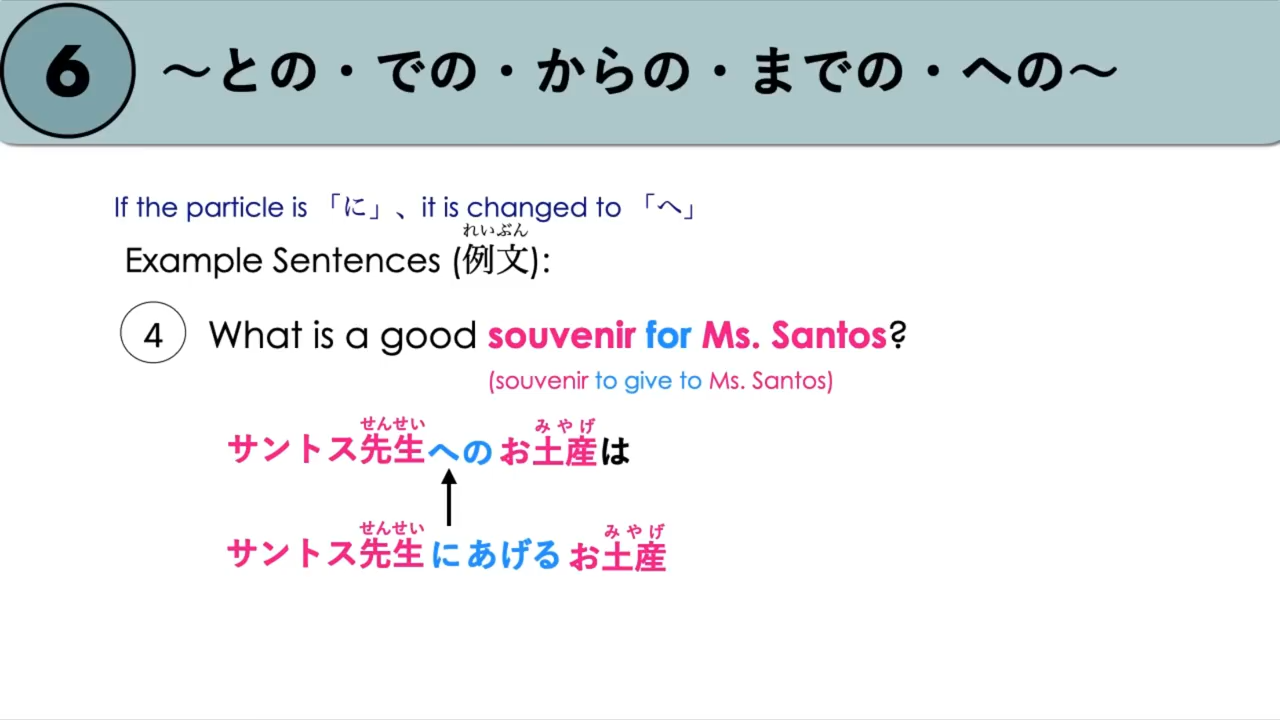 6 ～との・での・からの・までの・への～
If the particle is 「に」、it is changed to 「へ」
れいぶん
Example Sentences (例文):
4 What is a good souvenir for Ms. Santos?
(souvenir to give to Ms. Santos)
せんせい みやげ
サントス先生へのお土産は
せんせい みやげ
サントス先生にあげるお土産